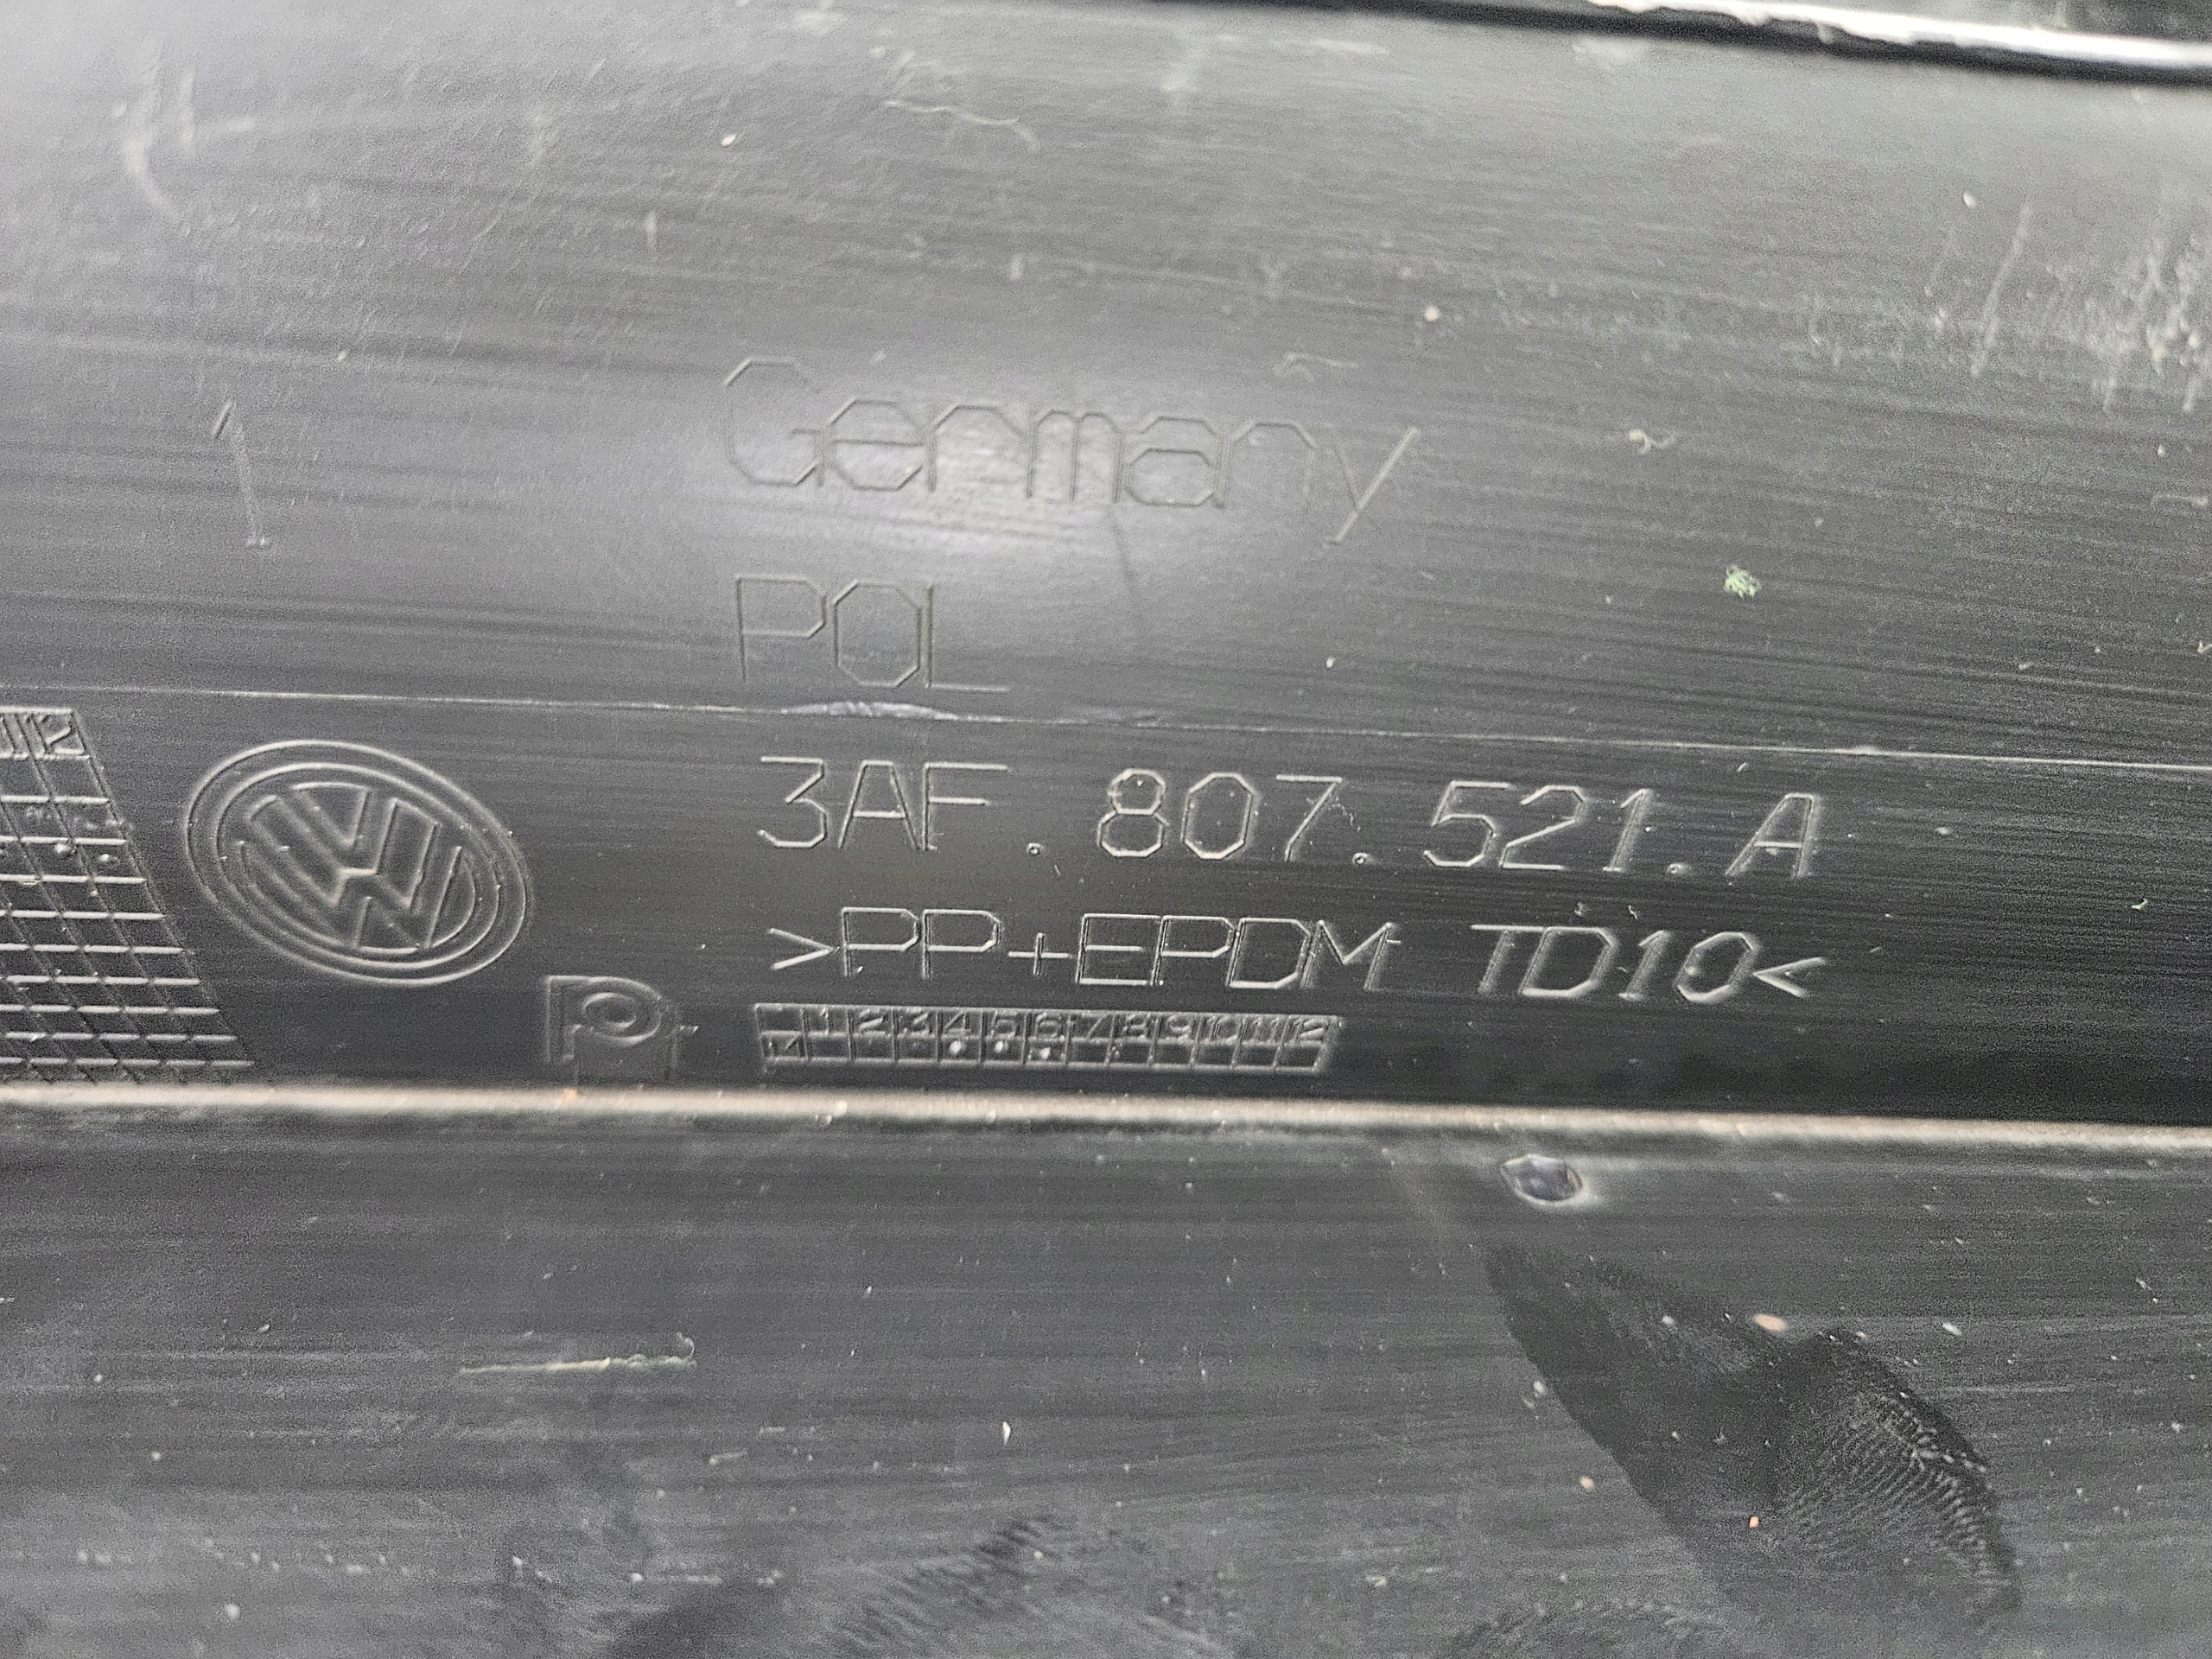 Germany
POL
12
3AF.807.521.A
>PP+EPDM TD10<
1 2 3 4 5 6 7 8 9 10 11 12